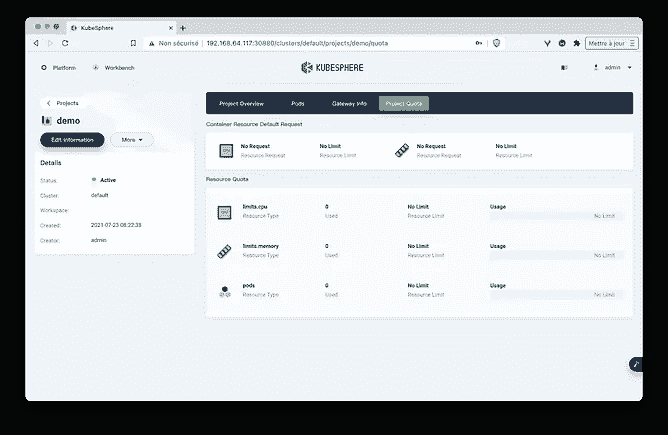 KubeSphere
Non sécurisé 192.168.64.117:30880/clusters/default/projects/demo/quota
Mettre à jour
Platform
Workbench
KUBESPHERE
admin
Projects
demo
Edit Information
More
Details
Status: Active
Cluster: default
Workspace:
Created: 2021-07-23 08:22:38
Creator: admin
Project Overview
Pods
Gateway Info
Project Quota
Container Resource Default Request
No Request
Resource Request
No Limit
Resource Limit
No Request
Resource Request
No Limit
Resource Limit
Resource Quota
limits.cpu
Resource Type
0
Used
No Limit
Resource Limit
Usage
No Limit
limits.memory
Resource Type
0
Used
No Limit
Resource Limit
Usage
No Limit
pods
Resource Type
0
Used
No Limit
Resource Limit
Usage
No Limit